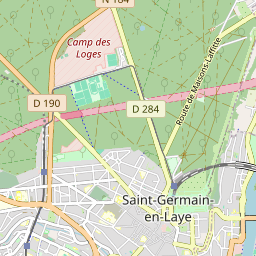 N 184
Camp des
Loges
Route de Maisons-Laffitte
D 190
D 284
Saint-Germain-
en-Laye